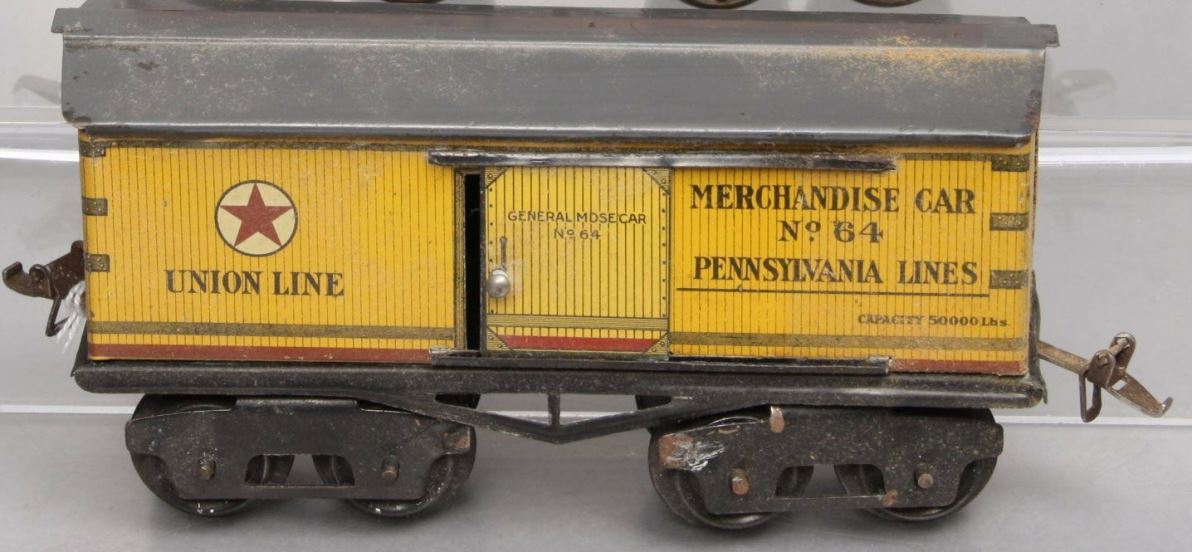 UNION LINE
GENERAL MDSE CAR
Nº 64
MERCHANDISE CAR
Nº 64
PENNSYLVANIA LINES
CAPACITY 50000 Lbs.